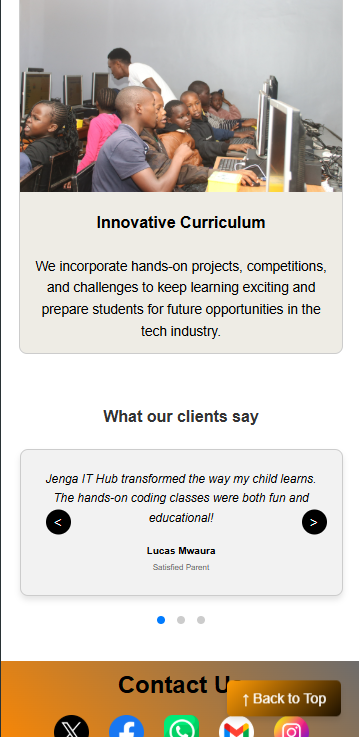 Innovative Curriculum
We incorporate hands-on projects, competitions,
and challenges to keep learning exciting and
prepare students for future opportunities in the
tech industry.
What our clients say
Jenga IT Hub transformed the way my child learns.
The hands-on coding classes were both fun and
educational!
<
>
Lucas Mwaura
Satisfied Parent
Contact U
↑ Back to Top